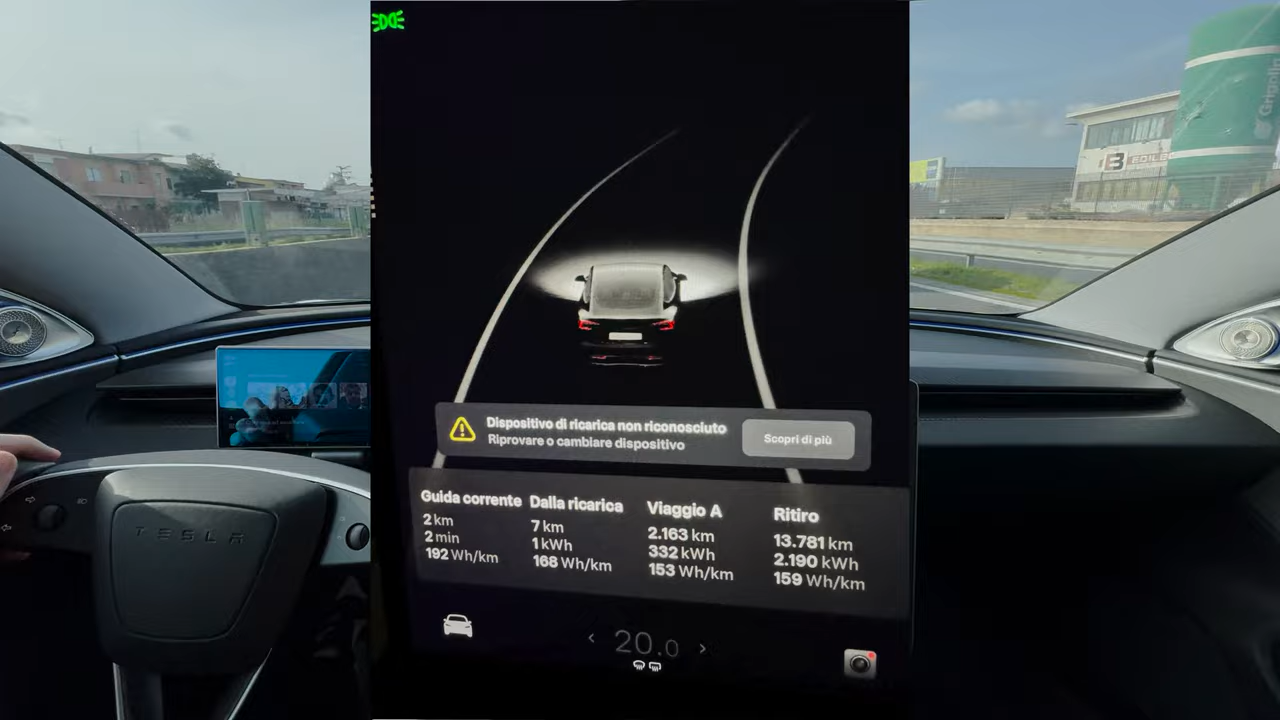 Dispositivo di ricarica non riconosciuto
Riprovare o cambiare dispositivo
Scopri di più
Guida corrente
2 km
2 min
192 Wh/km
Dalla ricarica
7 km
1 kWh
168 Wh/km
Viaggio A
2.163 km
332 kWh
153 Wh/km
Ritiro
13.781 km
2.190 kWh
159 Wh/km
20.0
TESLA
B EDILB
Grigolin